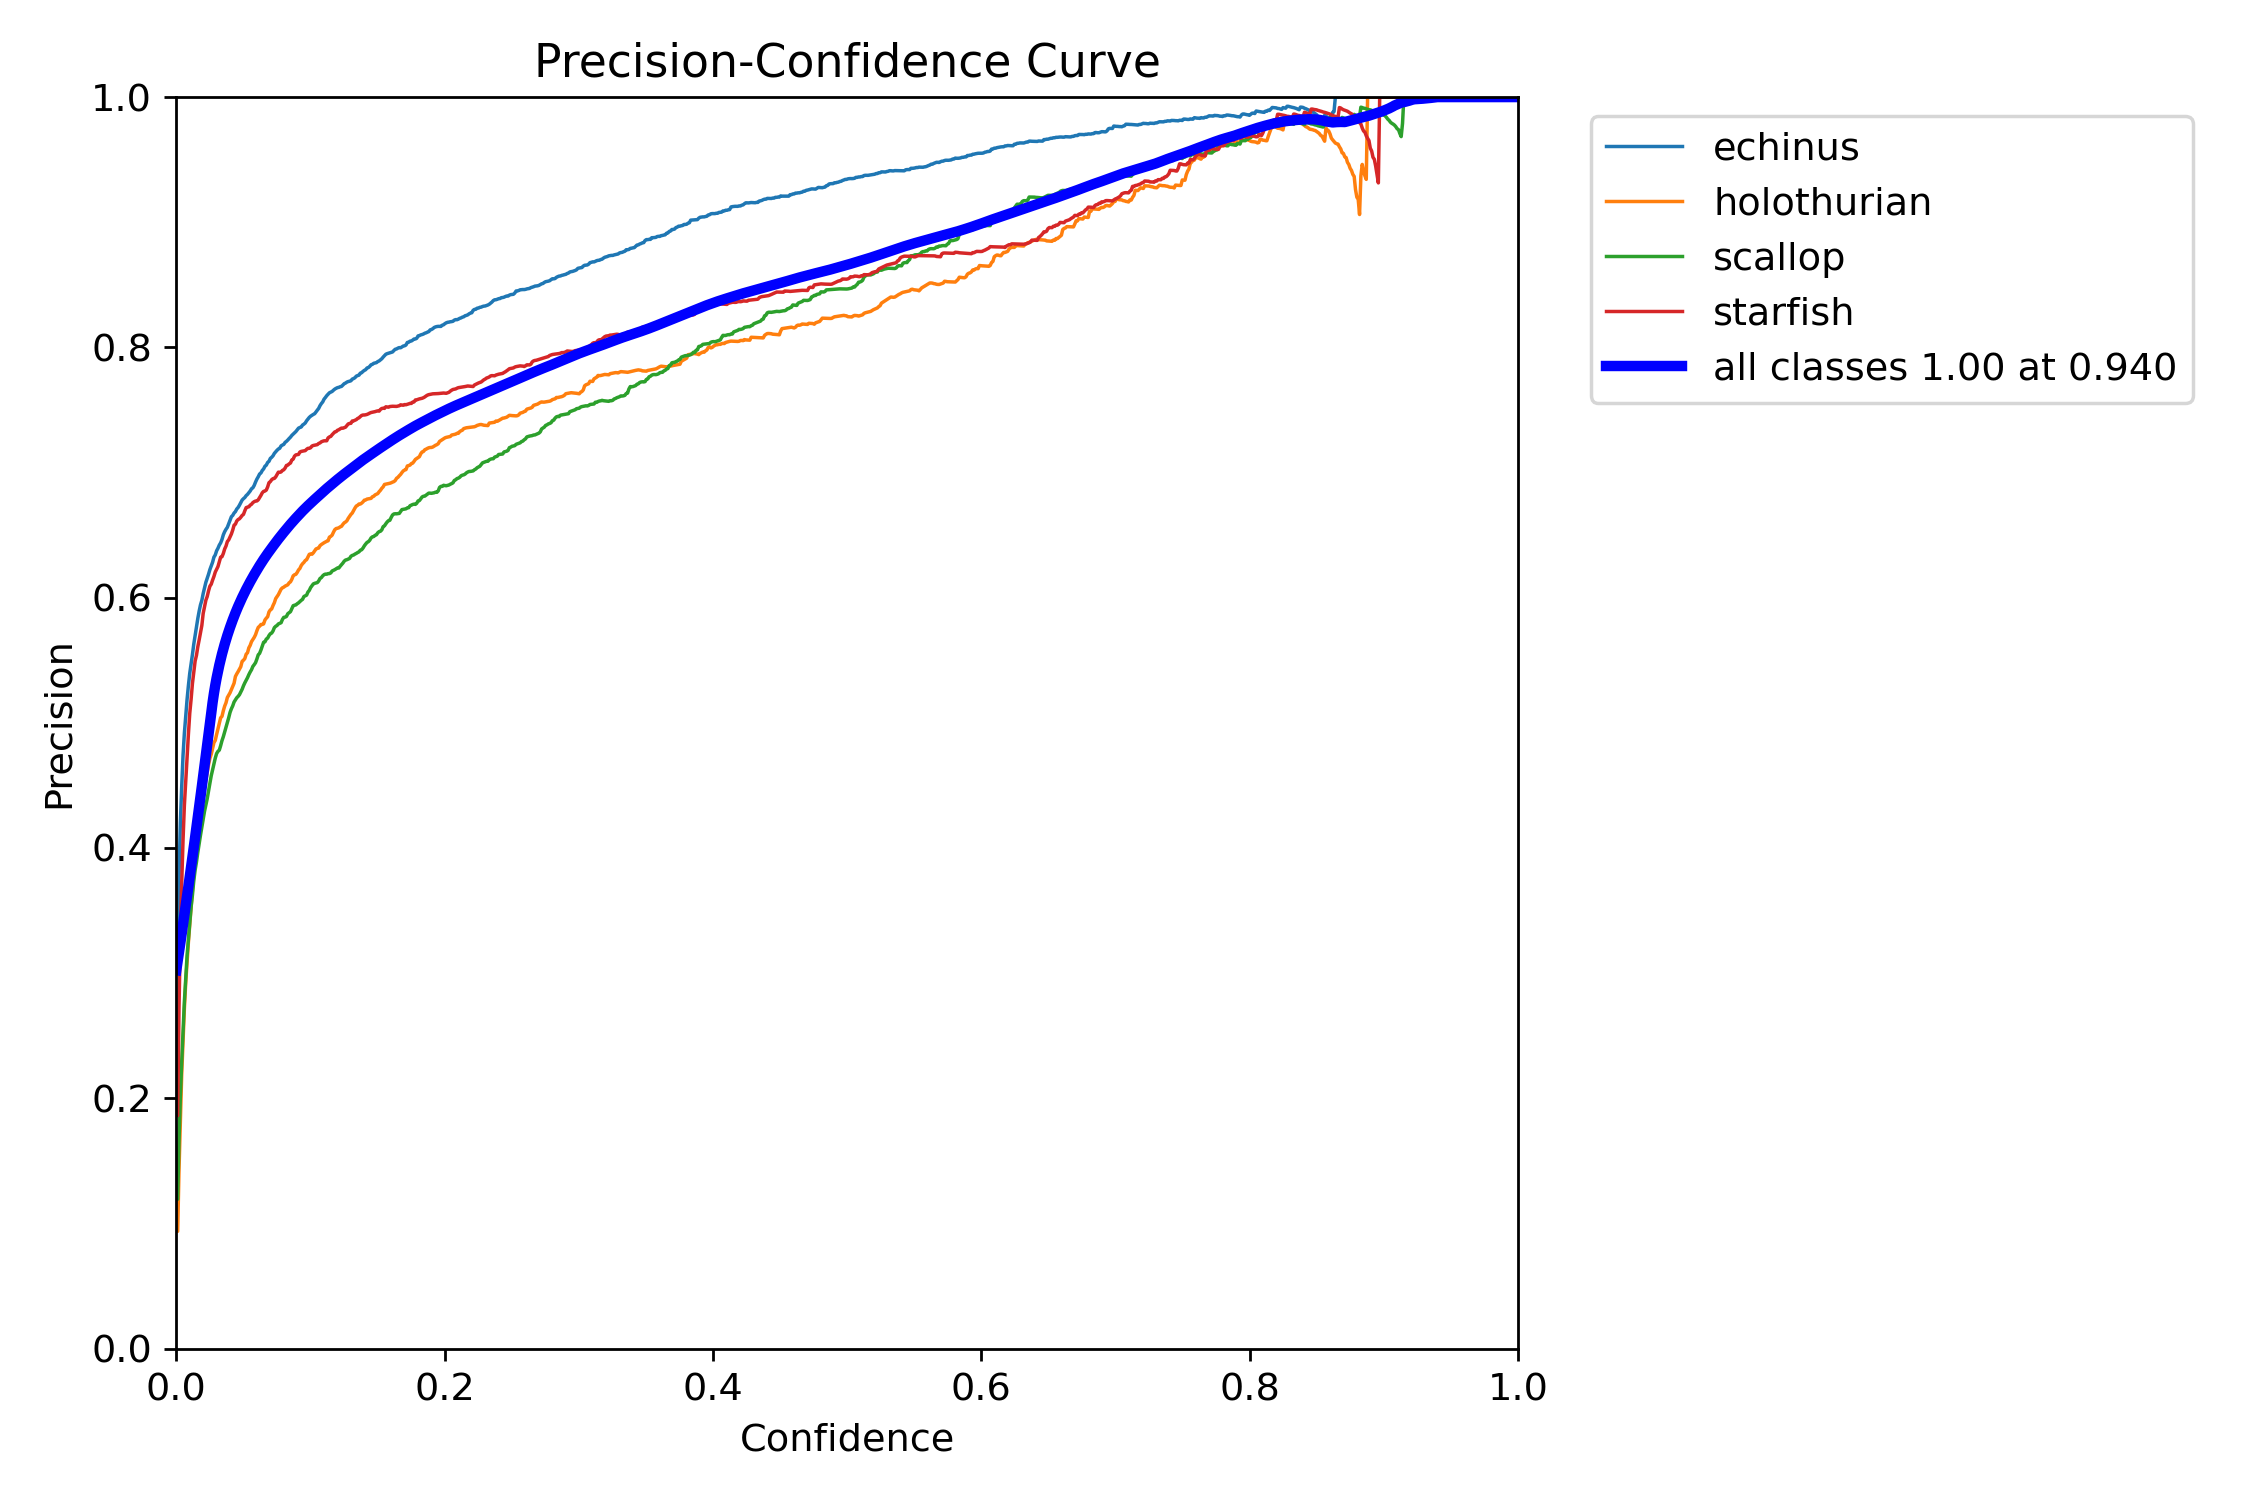 Precision-Confidence Curve
1.0
0.8
0.6
0.4
0.2
0.0
Precision
0.0 0.2 0.4 0.6 0.8 1.0
Confidence
echinus
holothurian
scallop
starfish
all classes 1.00 at 0.940